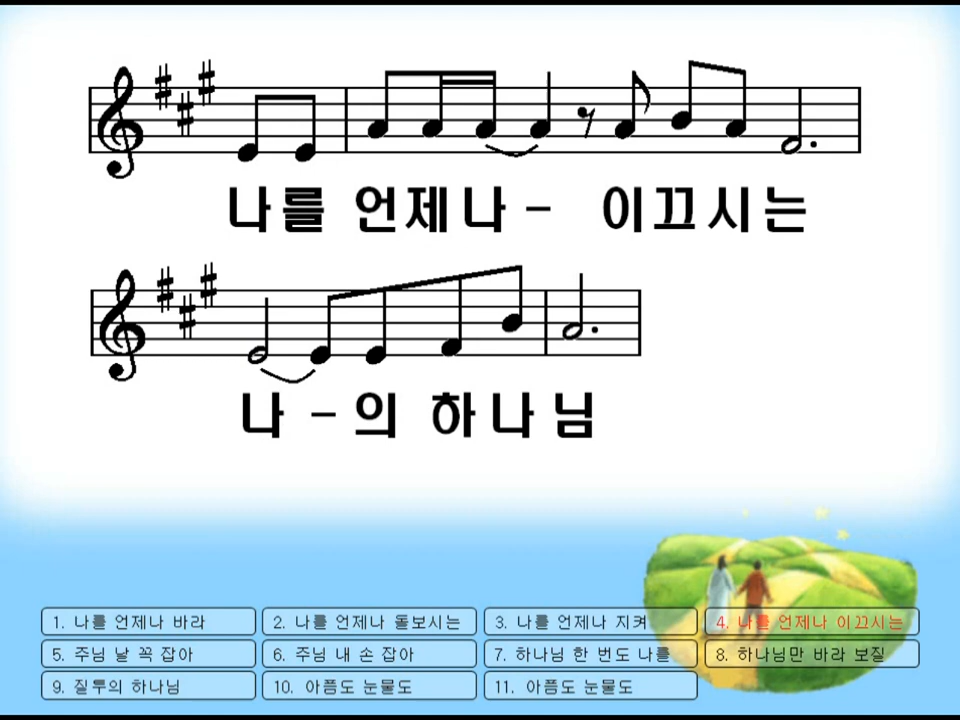 나를 언제나 - 이끄시는
나 - 의 하나님
1. 나를 언제나 바라
2. 나를 언제나 돌보시는
3. 나를 언제나 지켜
4. 나를 언제나 이끄시는
5. 주님 날 꼭 잡아
6. 주님 내 손 잡아
7. 하나님 한 번도 나를
8. 하나님만 바라 보질
9. 질투의 하나님
10. 아픔도 눈물도
11. 아픔도 눈물도